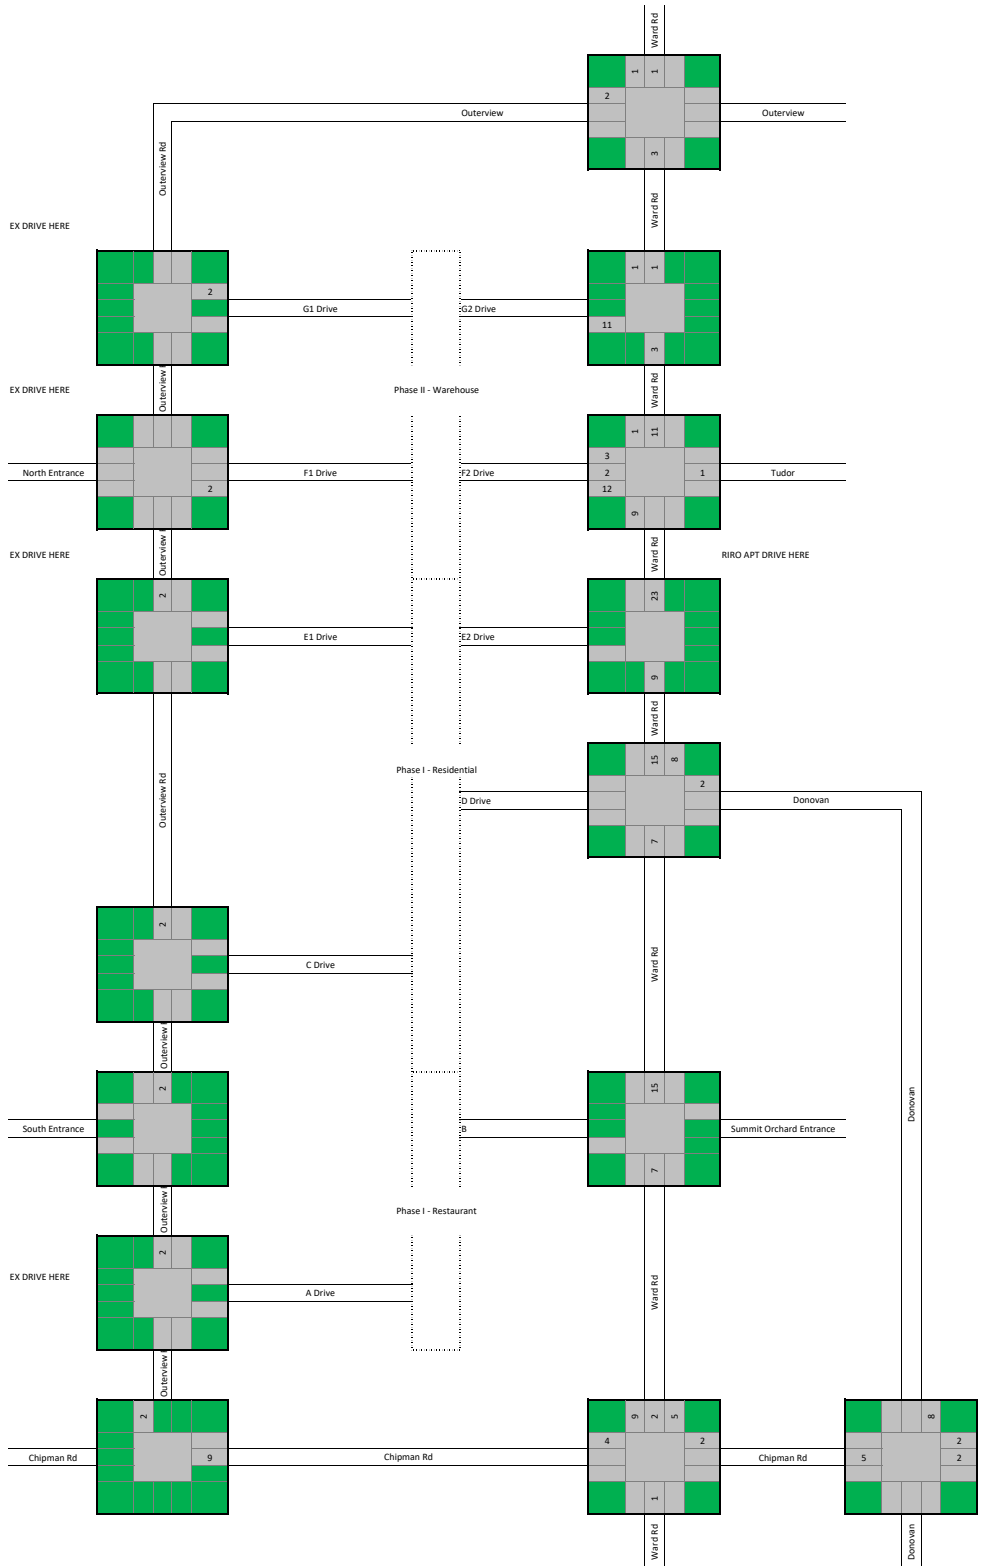 Ward Rd
1 1
2
Outerview Outerview
3
Outerview Rd
Ward Rd
EX DRIVE HERE
1 1
2
G1 Drive G2 Drive
11
3
Outerview
Ward Rd
EX DRIVE HERE
Phase II - Warehouse
1 11
3
North Entrance F1 Drive F2 Drive 2 1 Tudor
2 12
9
Outerview
Ward Rd
EX DRIVE HERE
RIRO APT DRIVE HERE
2 23
E1 Drive E2 Drive
9
Ward Rd
Outerview Rd
15 8
Phase I - Residential
2
D Drive Donovan
7
2
Ward Rd
C Drive
Outerview
2 15
Donovan
South Entrance B Summit Orchard Entrance
7
Outerview
Phase I - Restaurant
2
EX DRIVE HERE
A Drive
Ward Rd
Outerview
2 9 2 5 8
4 2 2
Chipman Rd 9 Chipman Rd Chipman Rd 5 2
1
Ward Rd
Donovan